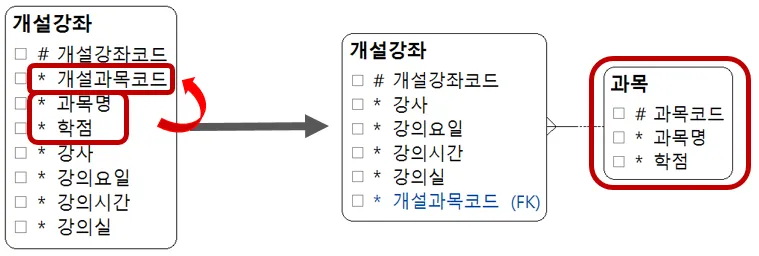 개설강좌
# 개설강좌코드
* 개설과목코드
* 과목명
* 학점
* 강사
* 강의요일
* 강의시간
* 강의실
개설강좌
# 개설강좌코드
* 강사
* 강의요일
* 강의시간
* 강의실
* 개설과목코드 (FK)
과목
# 과목코드
* 과목명
* 학점